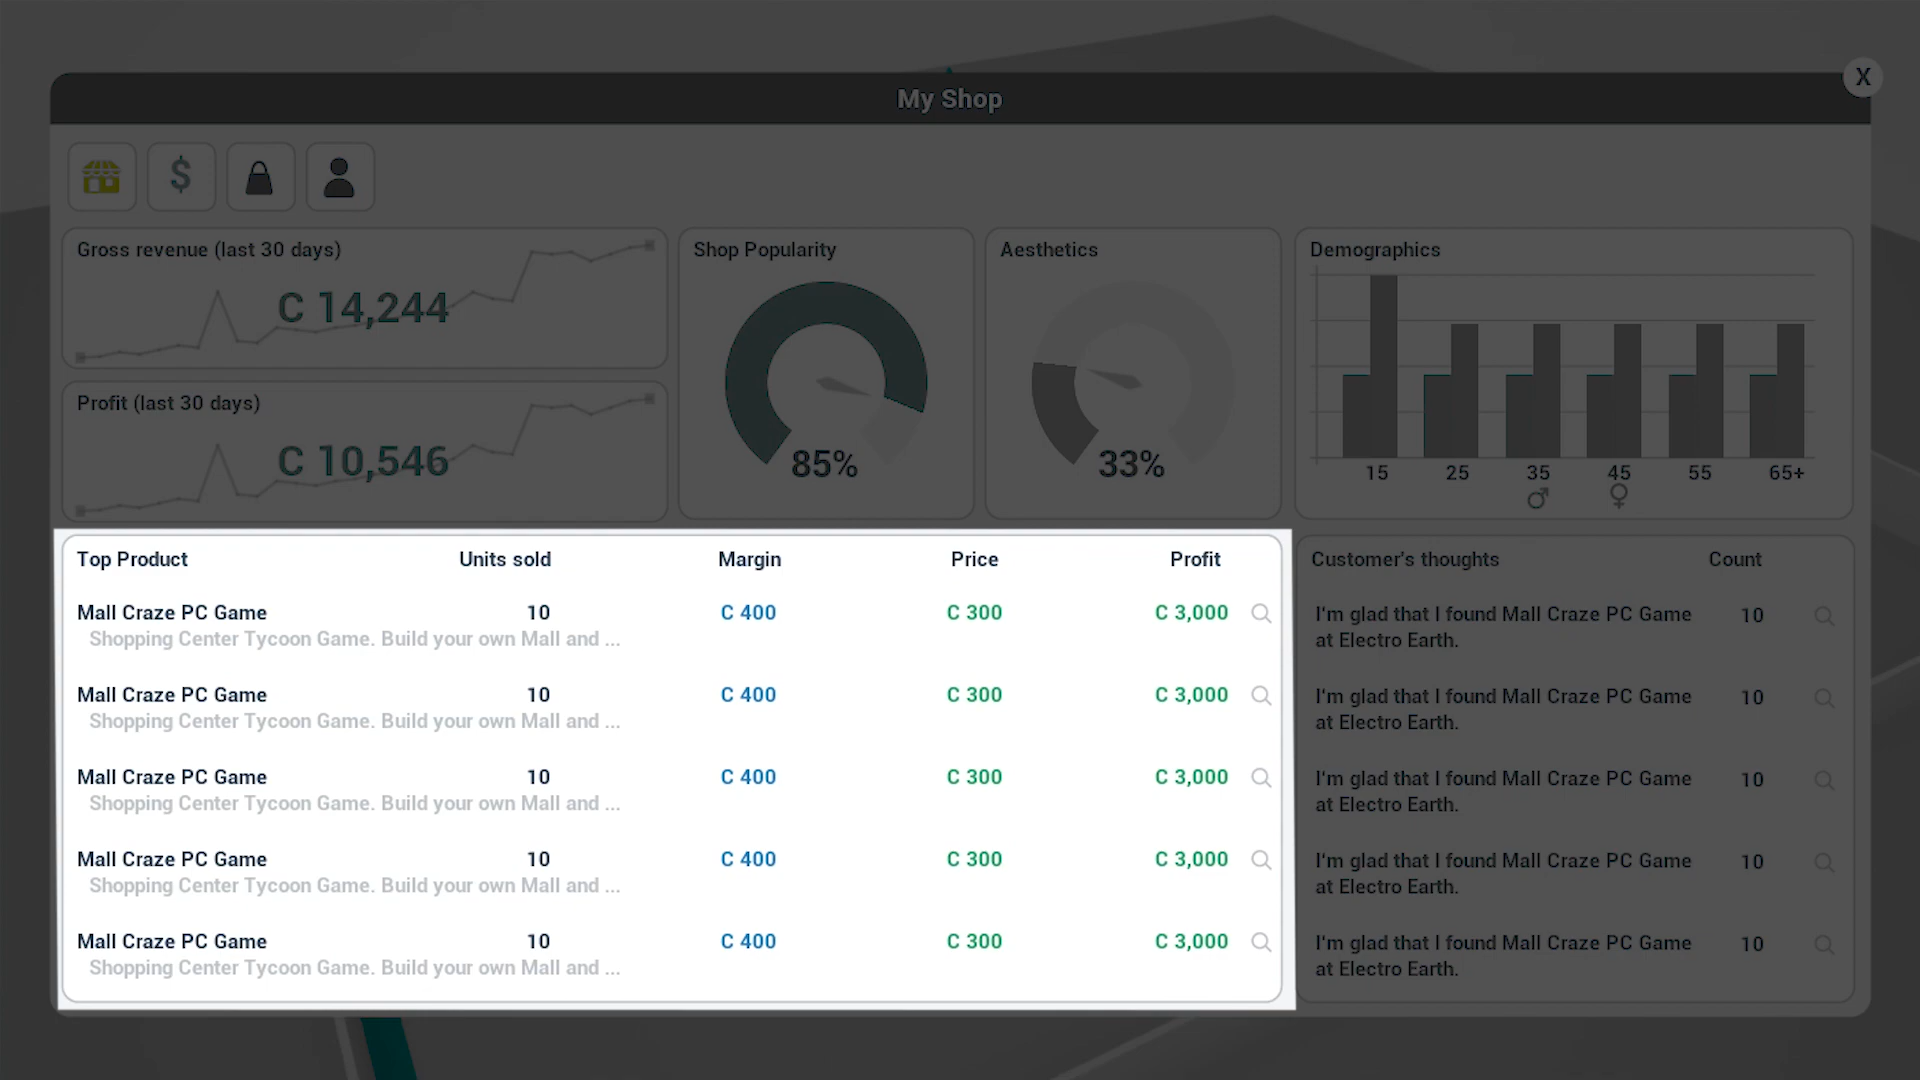 My Shop
X
$
Gross revenue (last 30 days)
C 14,244
Profit (last 30 days)
C 10,546
Shop Popularity
85%
Aesthetics
33%
Demographics
15 25 35 45 55 65+
♂ ♀
Top Product Units sold Margin Price Profit
Mall Craze PC Game 10 C 400 C 300 C 3,000
Shopping Center Tycoon Game. Build your own Mall and ...
Mall Craze PC Game 10 C 400 C 300 C 3,000
Shopping Center Tycoon Game. Build your own Mall and ...
Mall Craze PC Game 10 C 400 C 300 C 3,000
Shopping Center Tycoon Game. Build your own Mall and ...
Mall Craze PC Game 10 C 400 C 300 C 3,000
Shopping Center Tycoon Game. Build your own Mall and ...
Mall Craze PC Game 10 C 400 C 300 C 3,000
Shopping Center Tycoon Game. Build your own Mall and ...
Customer's thoughts Count
I'm glad that I found Mall Craze PC Game 10
at Electro Earth.
I'm glad that I found Mall Craze PC Game 10
at Electro Earth.
I'm glad that I found Mall Craze PC Game 10
at Electro Earth.
I'm glad that I found Mall Craze PC Game 10
at Electro Earth.
I'm glad that I found Mall Craze PC Game 10
at Electro Earth.